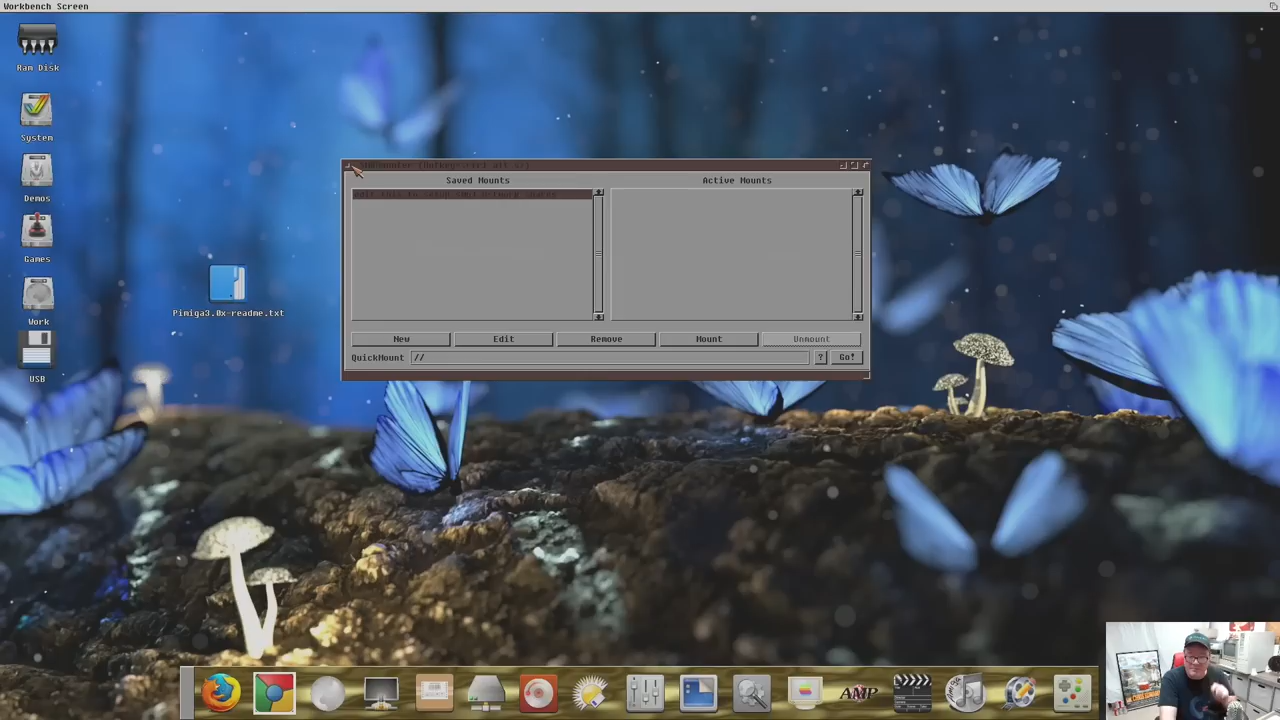 Workbench Screen
Ram Disk
System
Demos
Games
Work
USB
Pimiga3.0x-readme.txt
Saved Mounts
Active Mounts
New
Edit
Remove
Mount
Unmount
QuickMount
//
?
Go!
AMP